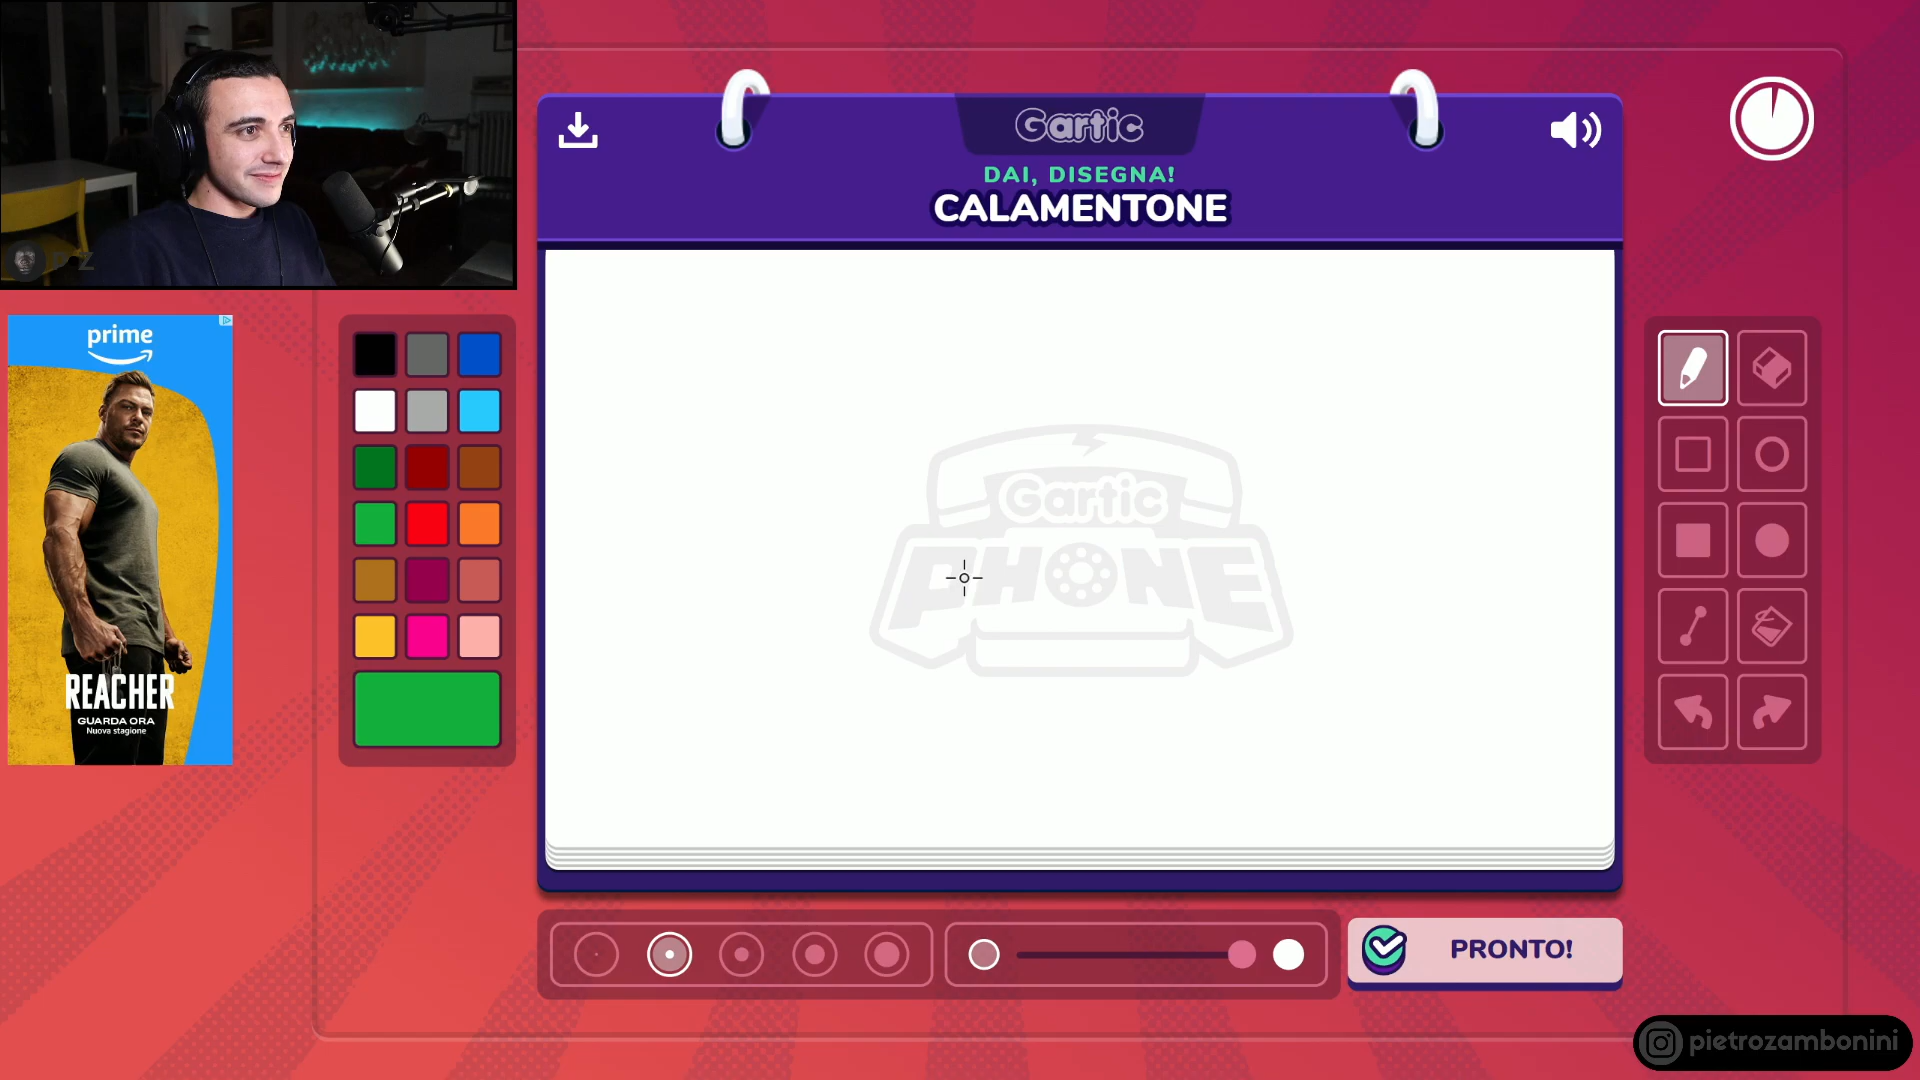 Gartic
DAI, DISEGNA!
CALAMENTONE
prime
REACHER
GUARDA ORA
Nuova stagione
Gartic
PHONE
PRONTO!
pietrozambonini